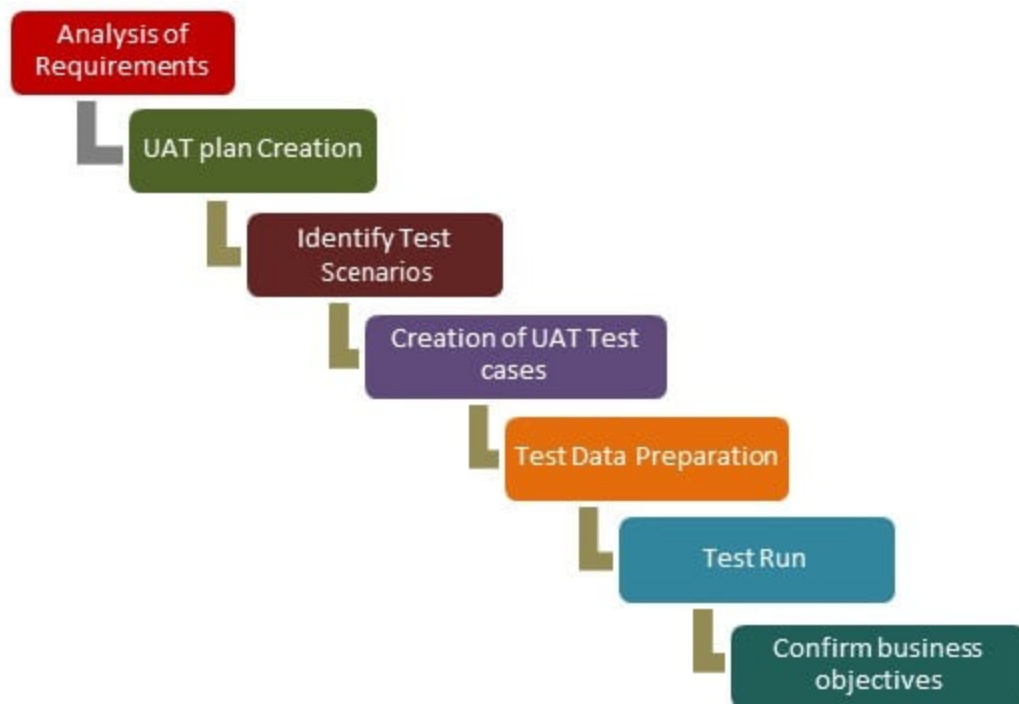 Analysis of
Requirements
UAT plan Creation
Identify Test
Scenarios
Creation of UAT Test
cases
Test Data Preparation
Test Run
Confirm business
objectives